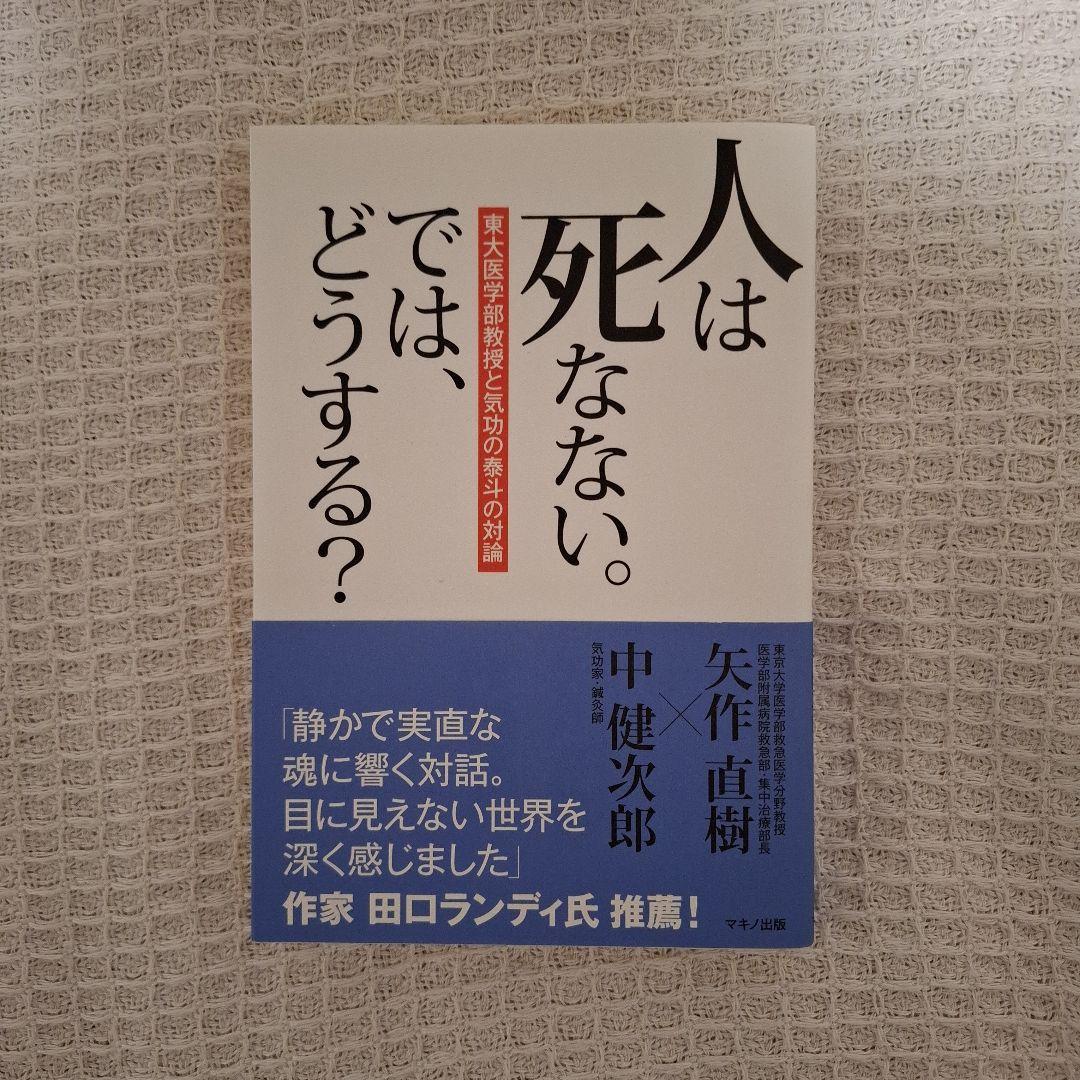 人は
死なない。
東大医学部教授と気功の泰斗の対論
では、
どうする?
東京大学医学部救急医学分野教授
医学部附属病院救急部・集中治療部長
矢作 直樹
×
中 健次郎
気功家・鍼灸師
「静かで実直な
魂に響く対話。
目に見えない世界を
深く感じました」
作家 田口ランディ氏 推薦!
マキノ出版